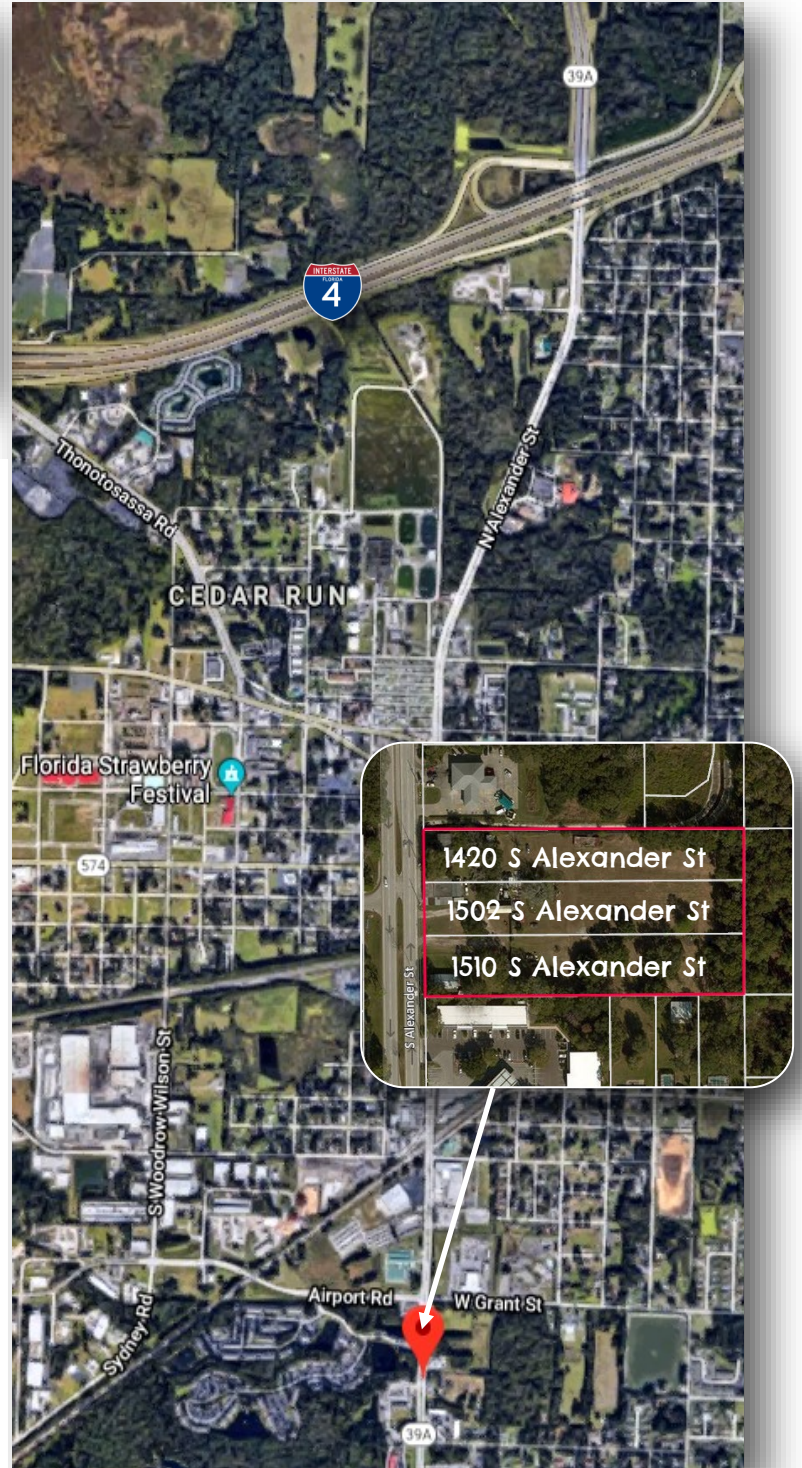 39A
INTERSTATE
FLORIDA
4
Thonotosassa Rd
N Alexander St
CEDAR RUN
Florida Strawberry
Festival
574
1420 S Alexander St
1502 S Alexander St
1510 S Alexander St
S Alexander St
S Woodrow Wilson St
Airport Rd
W Grant St
Sydney Rd
39A